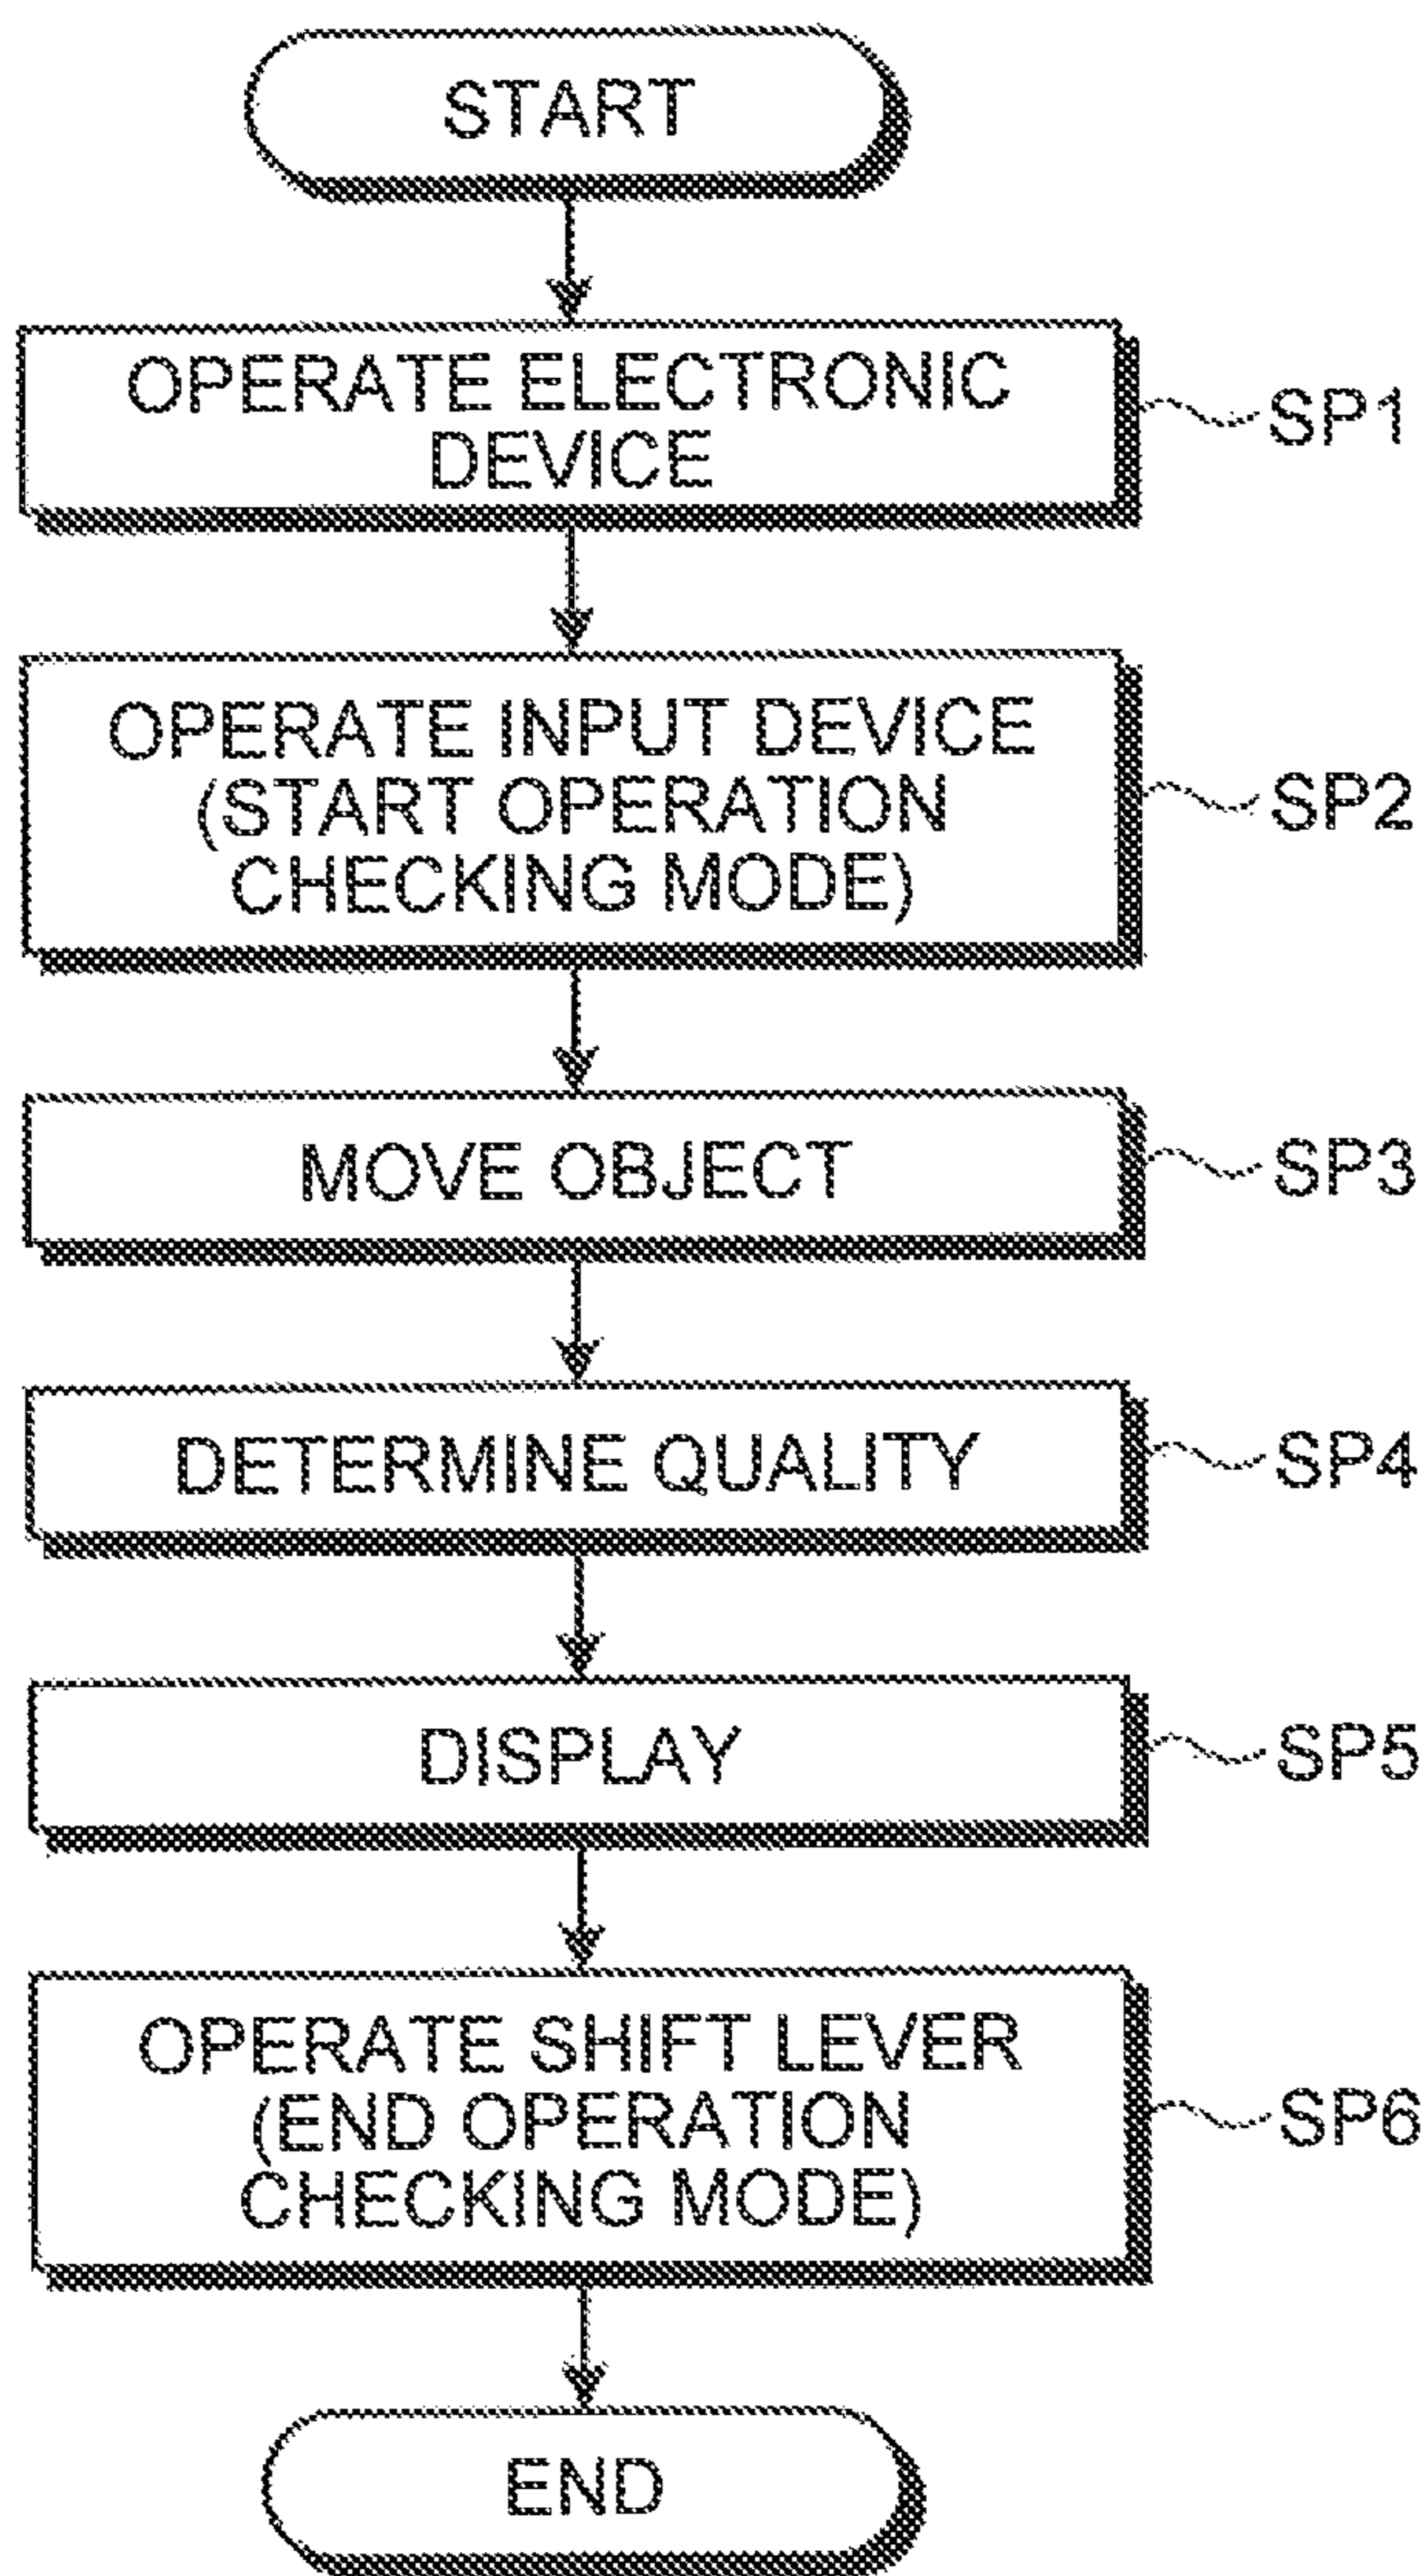 START
OPERATE ELECTRONIC
DEVICE
SP1
OPERATE INPUT DEVICE
(START OPERATION
CHECKING MODE)
SP2
MOVE OBJECT
SP3
DETERMINE QUALITY
SP4
DISPLAY
SP5
OPERATE SHIFT LEVER
(END OPERATION
CHECKING MODE)
SP6
END